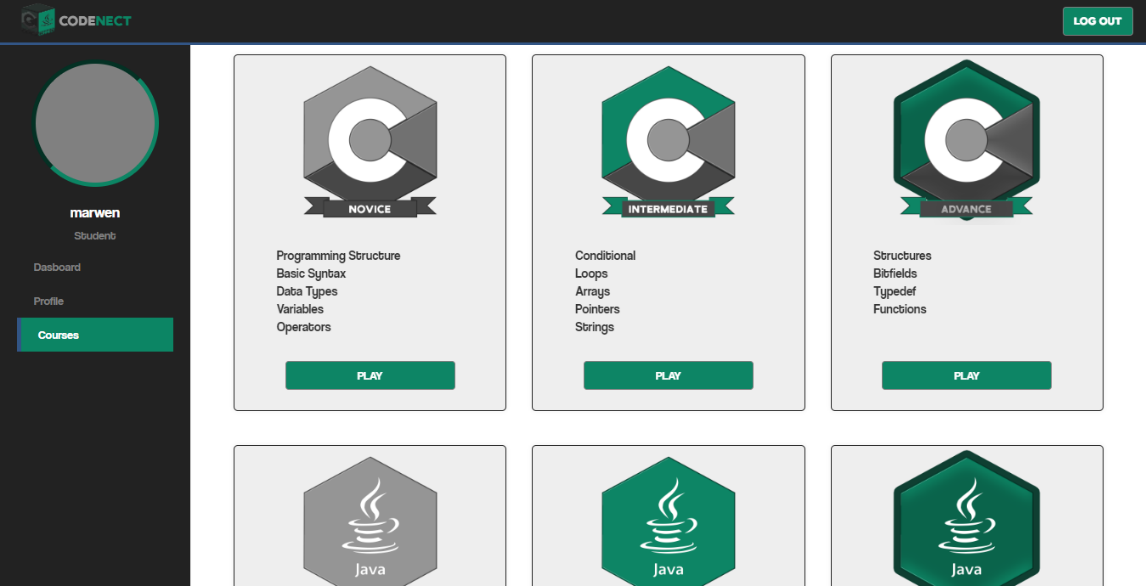 CODENECT
LOG OUT
marwen
Student
Dasboard
Profile
Courses
NOVICE
Programming Structure
Basic Syntax
Data Types
Variables
Operators
PLAY
INTERMEDIATE
Conditional
Loops
Arrays
Pointers
Strings
PLAY
ADVANCE
Structures
Bitfields
Typedef
Functions
PLAY
Java
Java
Java